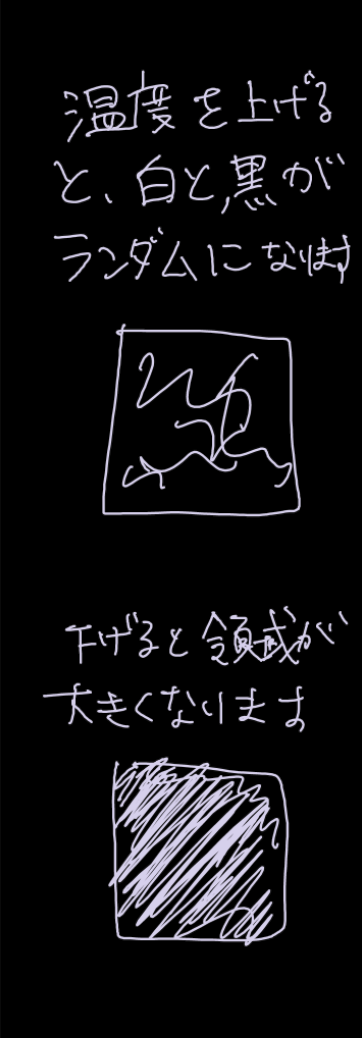 温度を上げる
と、白と黒が
ランダムになります
下げると領域が
大きくなります